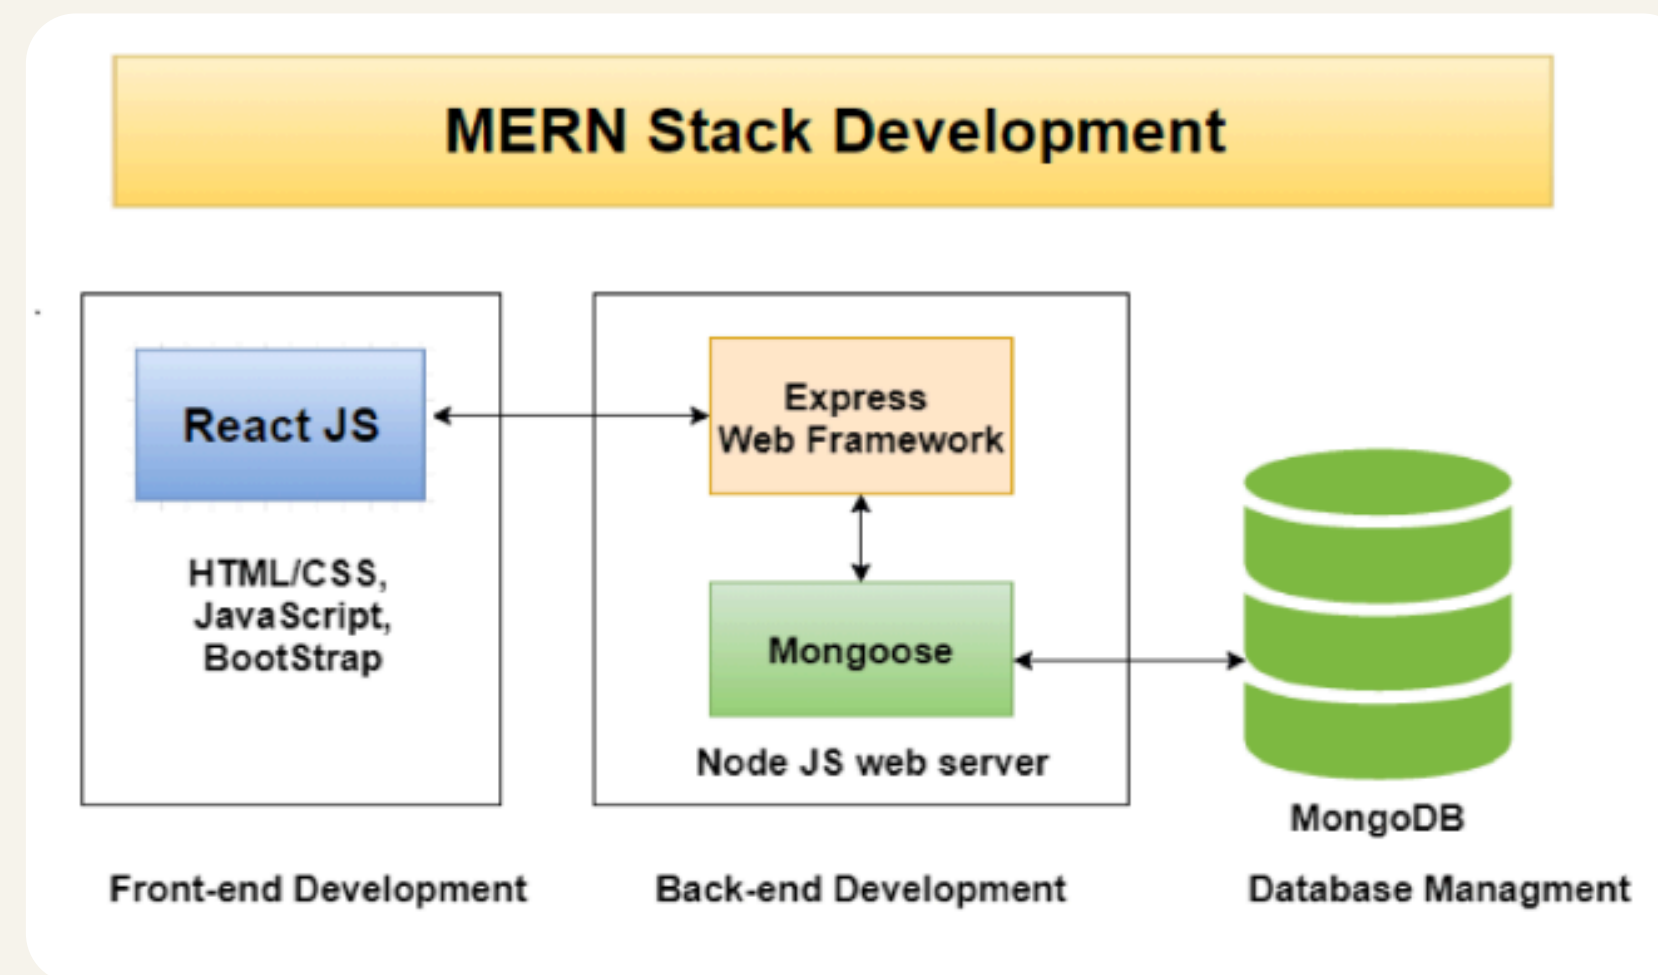 MERN Stack Development
React JS
HTML/CSS,
JavaScript,
BootStrap
Express
Web Framework
Mongoose
Node JS web server
MongoDB
Front-end Development
Back-end Development
Database Managment